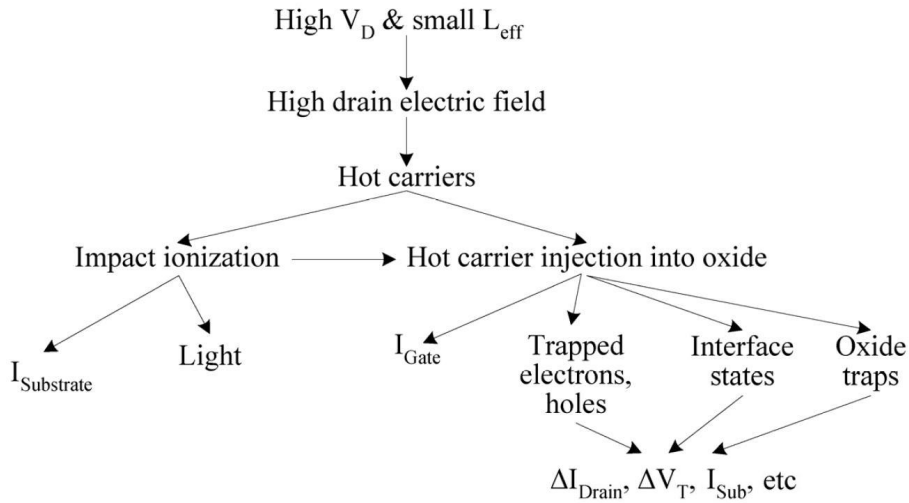 High V_D & small L_eff
High drain electric field
Hot carriers
Impact ionization
Hot carrier injection into oxide
I_Substrate
Light
I_Gate
Trapped
electrons,
holes
Interface
states
Oxide
traps
ΔI_Drain, ΔV_T, I_Sub, etc